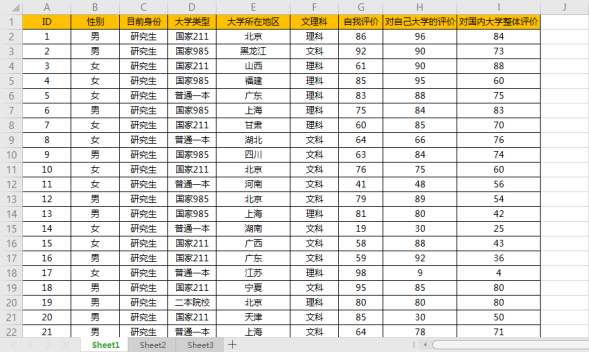 A B C D E F G H I J
1 ID 性别 目前身份 大学类型 大学所在地区 文理科 自我评价 对自己大学的评价 对国内大学整体评价
2 1 男 研究生 国家211 北京 理科 86 96 84
3 2 男 研究生 国家985 黑龙江 文科 92 90 73
4 3 女 研究生 国家211 山西 理科 61 90 88
5 4 女 研究生 国家985 福建 理科 85 95 60
6 5 女 研究生 普通一本 广东 理科 83 88 75
7 6 男 研究生 国家985 上海 理科 75 84 83
8 7 女 研究生 国家211 甘肃 理科 60 85 70
9 8 女 研究生 普通一本 湖北 文科 64 66 76
10 9 男 研究生 国家985 四川 文科 63 84 74
11 10 女 研究生 国家211 北京 文科 76 75 60
12 11 女 研究生 普通一本 河南 文科 41 48 56
13 12 男 研究生 国家985 北京 文科 79 89 54
14 13 男 研究生 国家985 上海 理科 81 80 42
15 14 女 研究生 普通一本 湖南 文科 19 30 25
16 15 女 研究生 国家211 广西 文科 58 88 43
17 16 男 研究生 国家211 广东 文科 59 92 36
18 17 女 研究生 普通一本 江苏 理科 98 9 4
19 18 男 研究生 国家211 宁夏 文科 95 85 80
20 19 男 研究生 二本院校 北京 理科 80 80 80
21 20 男 研究生 国家211 天津 文科 85 30 50
22 21 男 研究生 普通一本 上海 文科 64 78 71
Sheet1 Sheet2 Sheet3 +